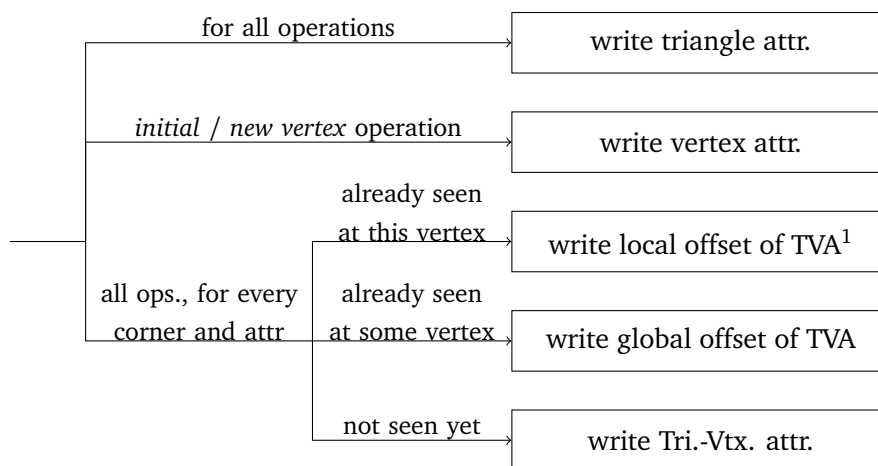 for all operations
write triangle attr.
initial / new vertex operation
write vertex attr.
already seen
at this vertex
write local offset of TVA¹
all ops., for every
corner and attr
already seen
at some vertex
write global offset of TVA
not seen yet
write Tri.-Vtx. attr.